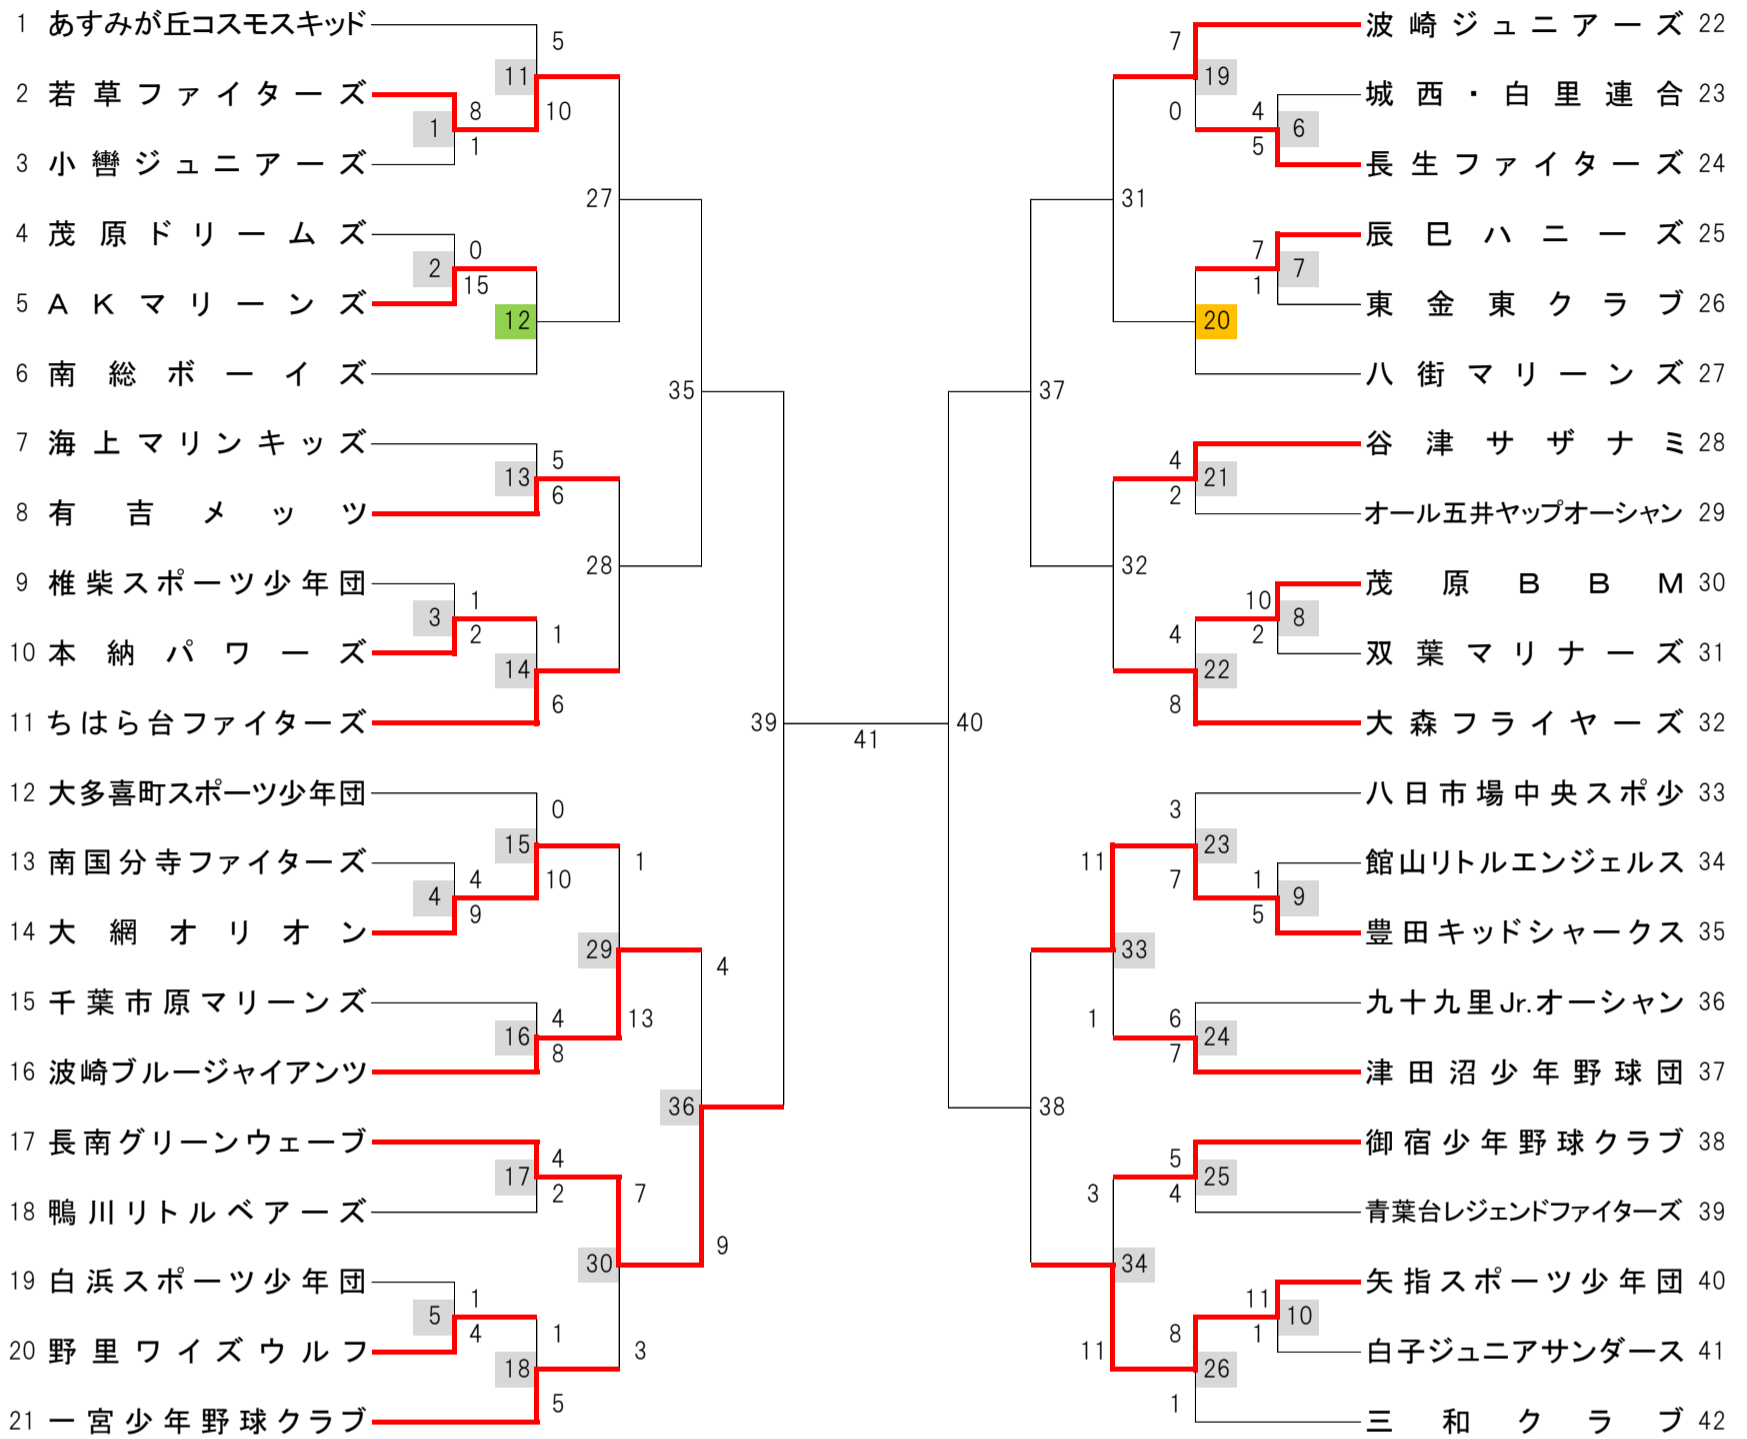 1 あすみが丘コスモスキッド
2 若草ファイターズ
3 小轡ジュニアーズ
4 茂原ドリームズ
5 ＡＫマリーンズ
6 南総ボーイズ
7 海上マリンキッズ
8 有吉メッツ
9 椎柴スポーツ少年団
10 本納パワーズ
11 ちはら台ファイターズ
12 大多喜町スポーツ少年団
13 南国分寺ファイターズ
14 大網オリオン
15 千葉市原マリーンズ
16 波崎ブルージャイアンツ
17 長南グリーンウェーブ
18 鴨川リトルベアーズ
19 白浜スポーツ少年団
20 野里ワイズウルフ
21 一宮少年野球クラブ
1
8
1
2
0
15
3
1
2
4
4
9
5
1
4
11
5
10
12
13
5
6
14
1
6
15
0
10
16
4
8
17
4
2
18
1
5
27
28
29
1
13
30
7
3
35
36
4
9
39
41
40
37
38
31
32
33
11
1
34
3
11
19
7
0
20
21
4
2
22
4
8
23
3
7
24
6
7
25
5
4
26
8
1
6
4
5
7
7
1
8
10
2
9
1
5
10
11
1
波崎ジュニアーズ 22
城西・白里連合 23
長生ファイターズ 24
辰巳ハニーズ 25
東金東クラブ 26
八街マリーンズ 27
谷津サザナミ 28
オール五井ヤップオーシャン 29
茂原ＢＢＭ 30
双葉マリナーズ 31
大森フライヤーズ 32
八日市場中央スポ少 33
館山リトルエンジェルス 34
豊田キッドシャークス 35
九十九里Jr.オーシャン 36
津田沼少年野球団 37
御宿少年野球クラブ 38
青葉台レジェンドファイターズ 39
矢指スポーツ少年団 40
白子ジュニアサンダース 41
三和クラブ 42